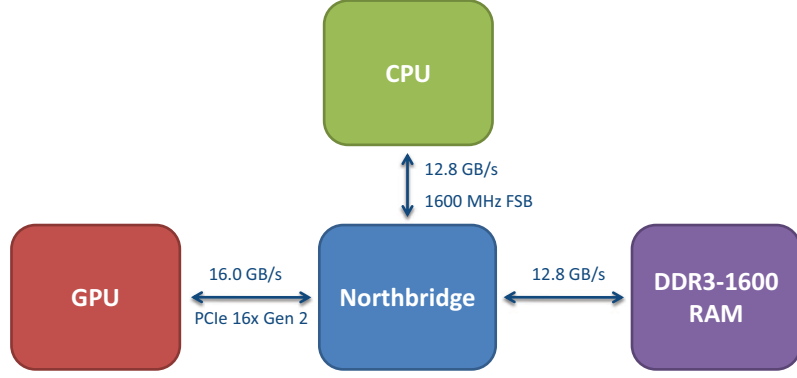 CPU
12.8 GB/s
1600 MHz FSB
GPU
16.0 GB/s
PCIe 16x Gen 2
Northbridge
12.8 GB/s
DDR3-1600
RAM